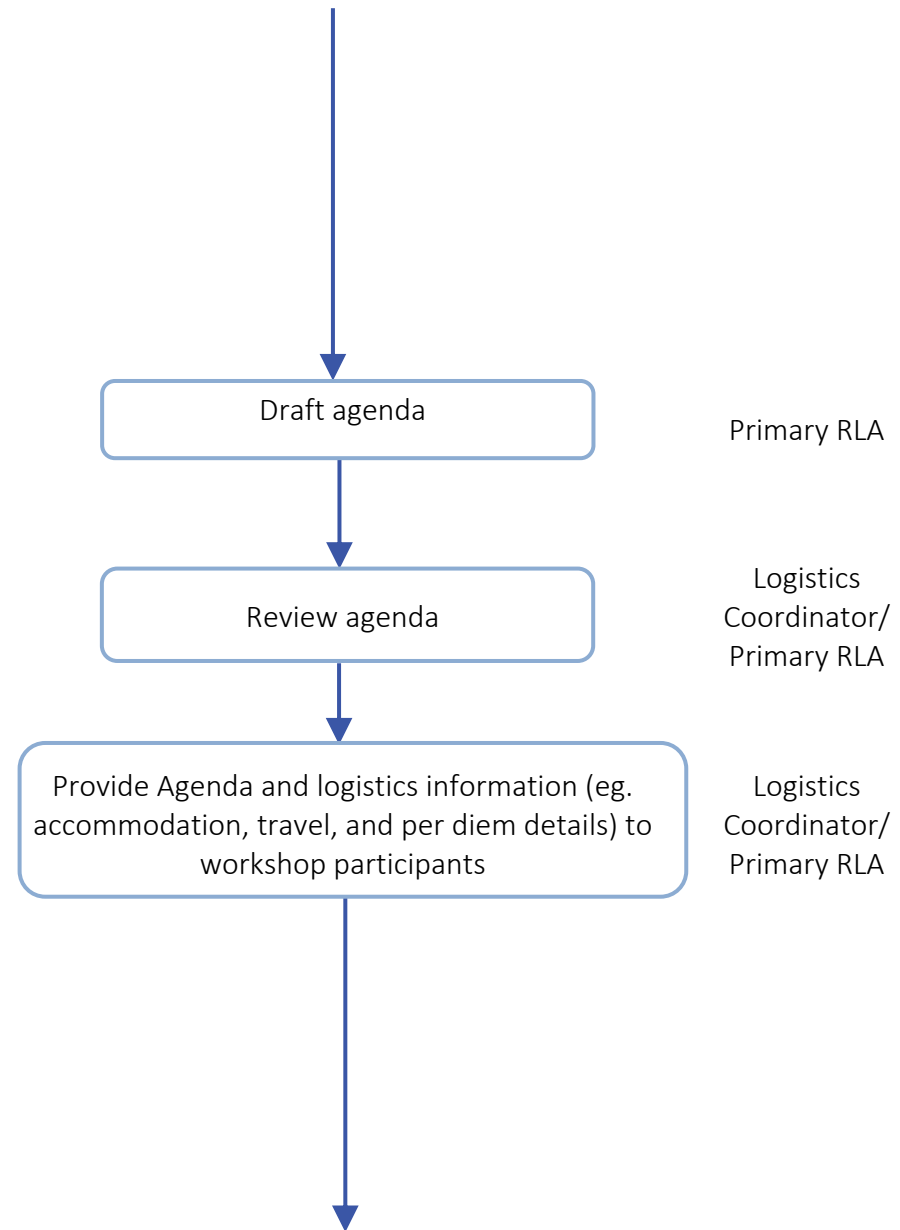 Draft agenda
Primary RLA
Review agenda
Logistics
Coordinator/
Primary RLA
Provide Agenda and logistics information (eg.
accommodation, travel, and per diem details) to
workshop participants
Logistics
Coordinator/
Primary RLA